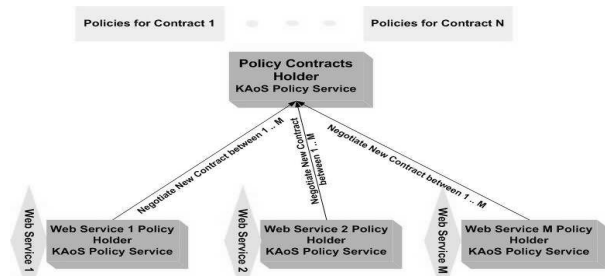 Policies for Contract 1
Policies for Contract N
Policy Contracts
Holder
KAoS Policy Service
Negotiate New Contract between 1 .. M
Negotiate New Contract
between 1 .. M
Negotiate New Contract between 1 .. M
Web Service 1
Web Service 1 Policy
Holder
KAoS Policy Service
Web Service 2
Web Service 2 Policy
Holder
KAoS Policy Service
Web Service M
Web Service M Policy
Holder
KAoS Policy Service